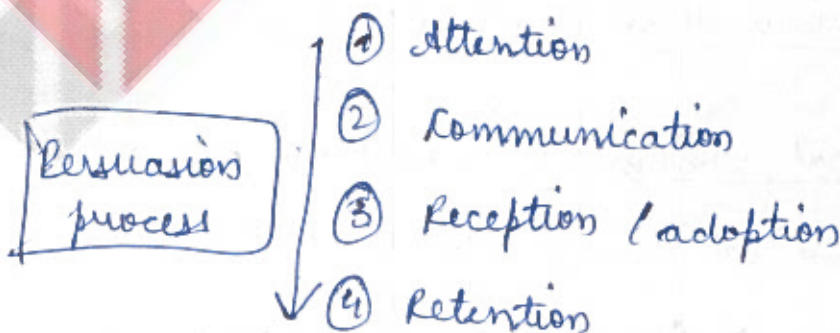 ① Attention
② Communication
Persuasion
process
③ Reception / adoption
④ Retention